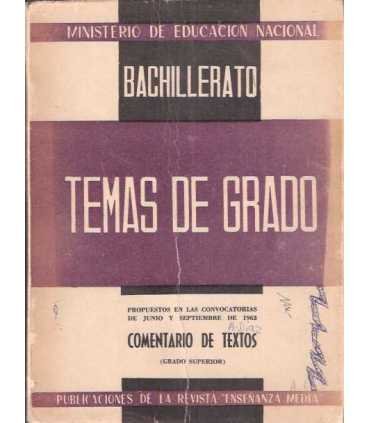 MINISTERIO DE EDUCACION NACIONAL
BACHILLERATO
TEMAS DE GRADO
PROPUESTOS EN LAS CONVOCATORIAS
DE JUNIO Y SEPTIEMBRE DE 1962
COMENTARIO DE TEXTOS
(GRADO SUPERIOR)
PUBLICACIONES DE LA REVISTA "ENSEÑANZA MEDIA"